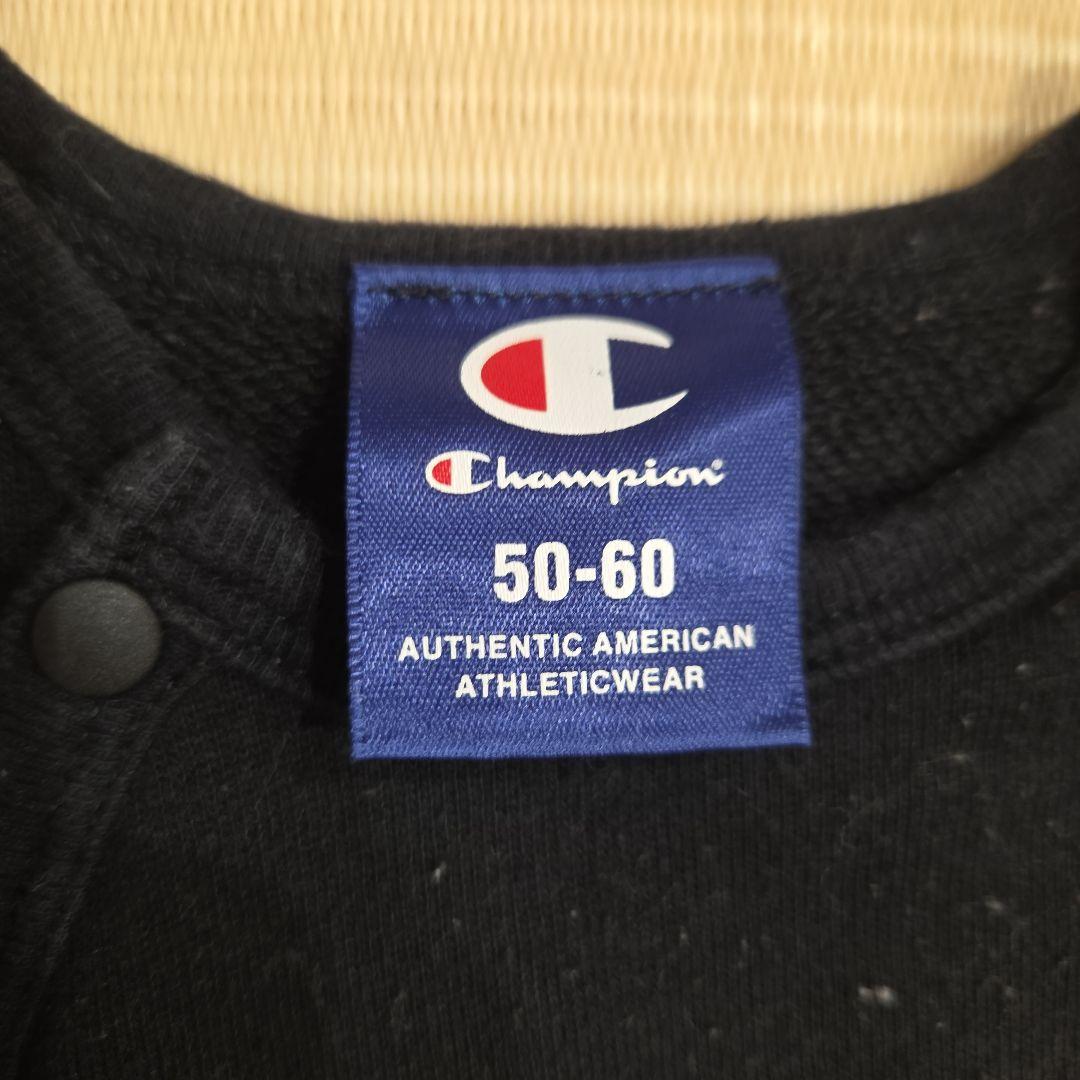 Champion
50-60
AUTHENTIC AMERICAN
ATHLETICWEAR